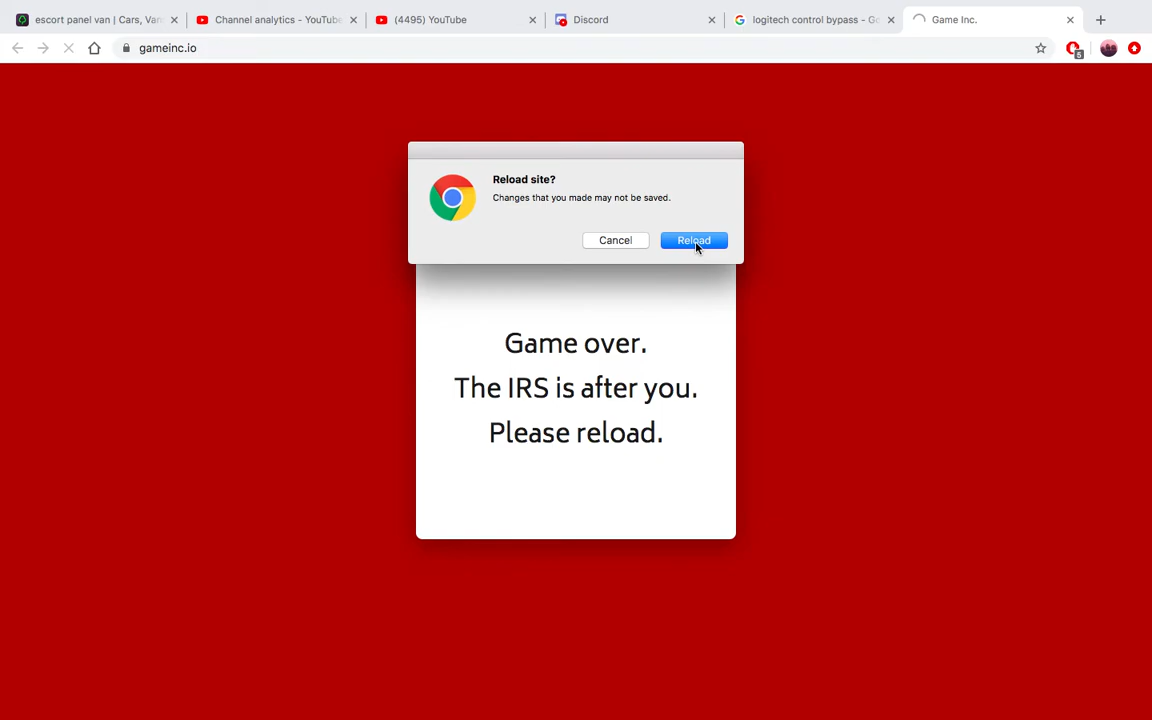 escort panel van | Cars, Van
Channel analytics - YouTube
(4495) YouTube
Discord
logitech control bypass - Go
Game Inc.
gameinc.io
5
Reload site?
Changes that you made may not be saved.
Cancel
Reload
Game over.
The IRS is after you.
Please reload.